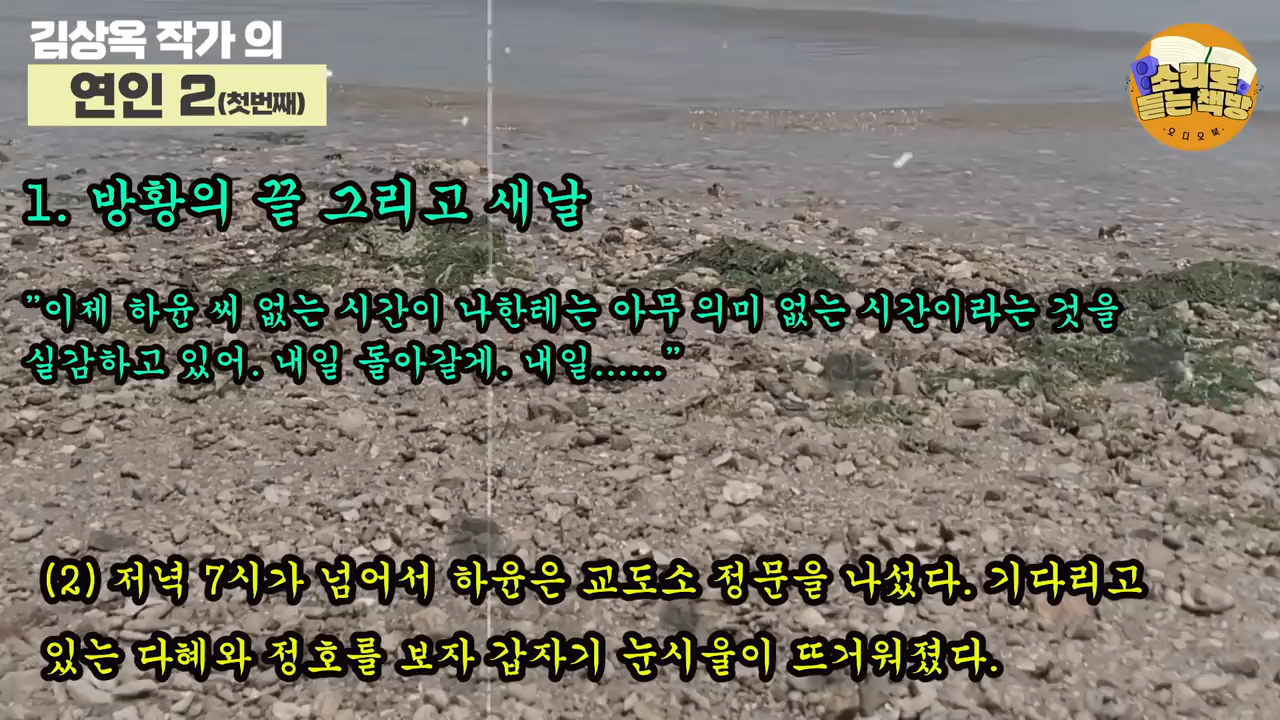 김상옥 작가 의
연인 2(첫번째)
소리로
듣는 책방
·오디오북·
1. 방황의 끝 그리고 새날
"이제 하윤 씨 없는 시간이 나한테는 아무 의미 없는 시간이라는 것을
실감하고 있어. 내일 돌아갈게. 내일......"
(2) 저녁 7시가 넘어서 하윤은 교도소 정문을 나섰다. 기다리고
있는 다혜와 정호를 보자 갑자기 눈시울이 뜨거워졌다.